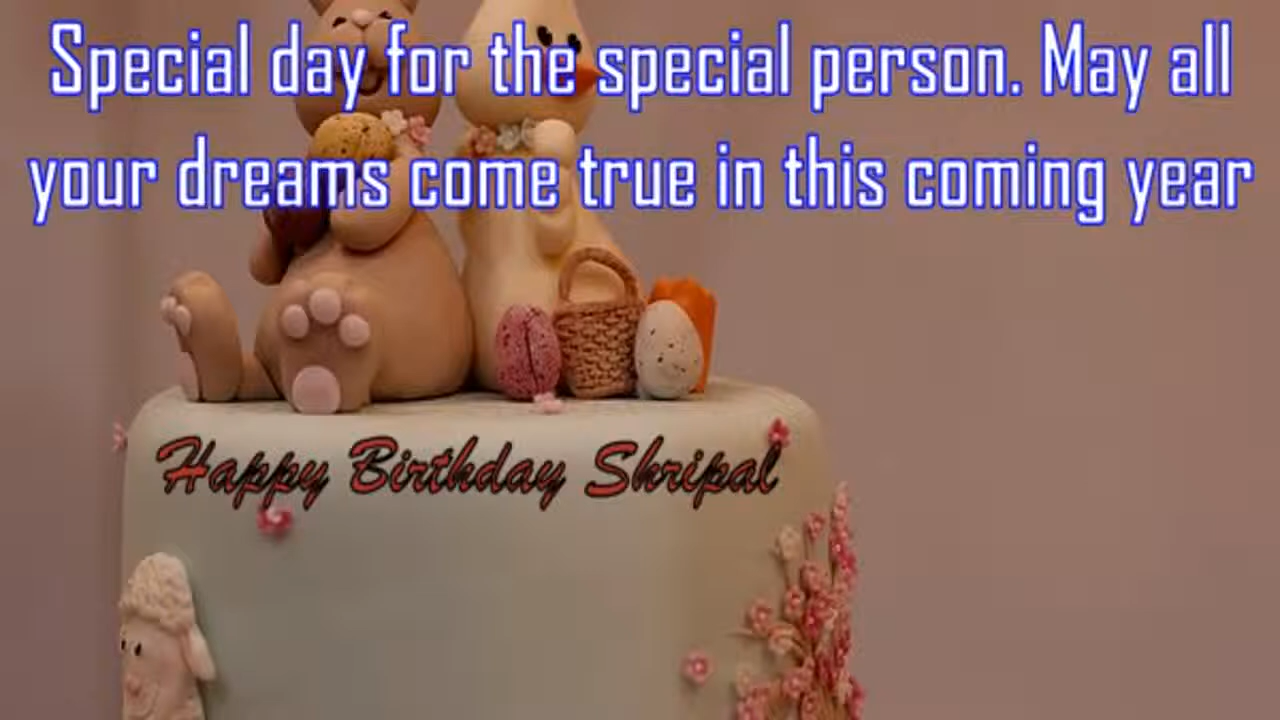 Special day for the special person. May all
your dreams come true in this coming year
Happy Birthday Shripal